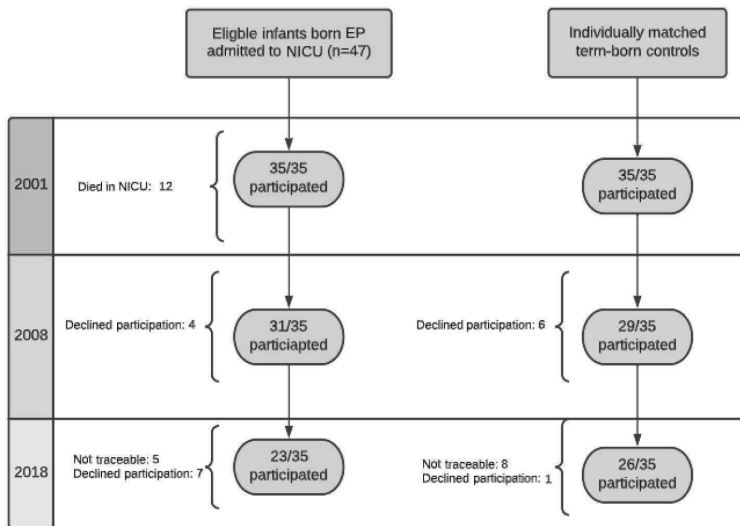 Eligble infants born EP
admitted to NICU (n=47)
Individually matched
term-born controls
2001
Died in NICU: 12
35/35
participated
35/35
participated
2008
Declined participation: 4
31/35
particiapted
Declined participation: 6
29/35
participated
2018
Not traceable: 5
Declined participation: 7
23/35
participated
Not traceable: 8
Declined participation: 1
26/35
participated